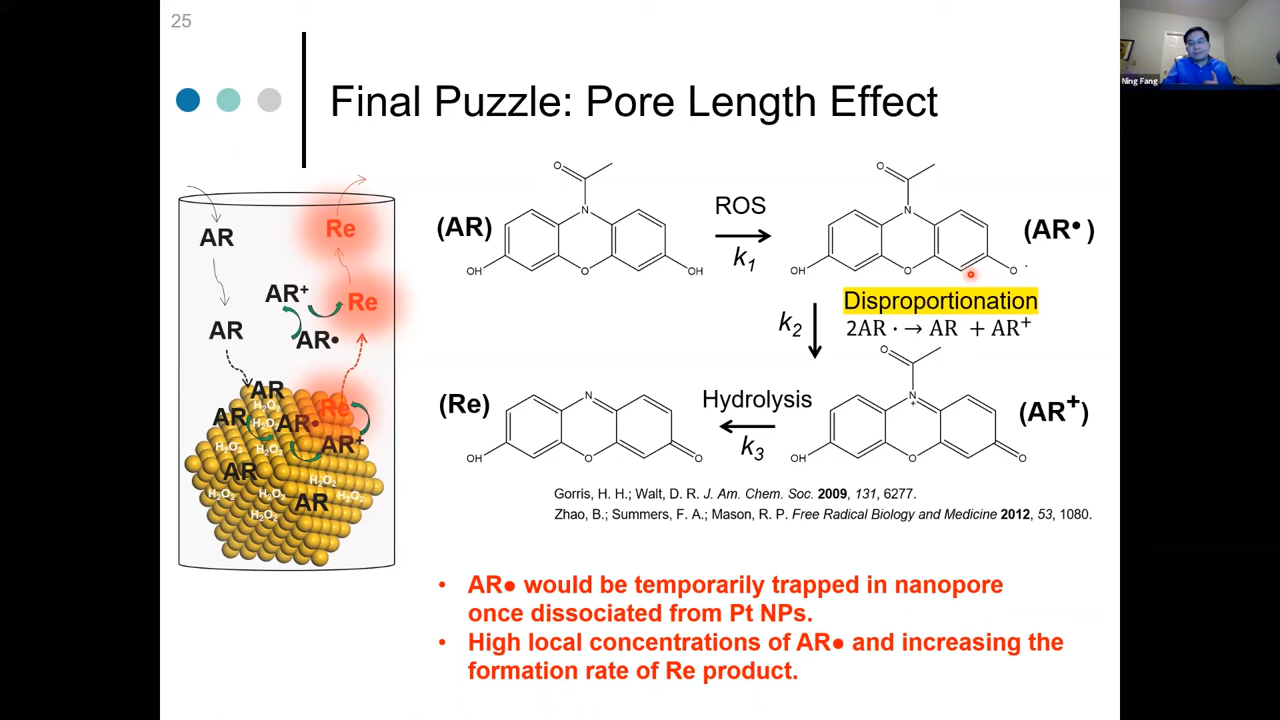 25
Ning Fang
Final Puzzle: Pore Length Effect
AR
Re
Re
AR⁺
AR
AR•
AR
AR
AR•
Re
AR⁺
AR
AR
H₂O₂
H₂O₂
H₂O₂
H₂O₂
H₂O₂
H₂O₂
H₂O₂
H₂O₂
H₂O₂
(AR)
O
N
O
OH
OH
ROS
k₁
O
N
O
OH
O
(AR•)
k₂
Disproportionation
2AR · → AR + AR⁺
(Re)
N
O
OH
O
Hydrolysis
k₃
O
N
+
O
OH
O
(AR⁺)
Gorris, H. H.; Walt, D. R. J. Am. Chem. Soc. 2009, 131, 6277.
Zhao, B.; Summers, F. A.; Mason, R. P. Free Radical Biology and Medicine 2012, 53, 1080.
• AR● would be temporarily trapped in nanopore
once dissociated from Pt NPs.
• High local concentrations of AR● and increasing the
formation rate of Re product.